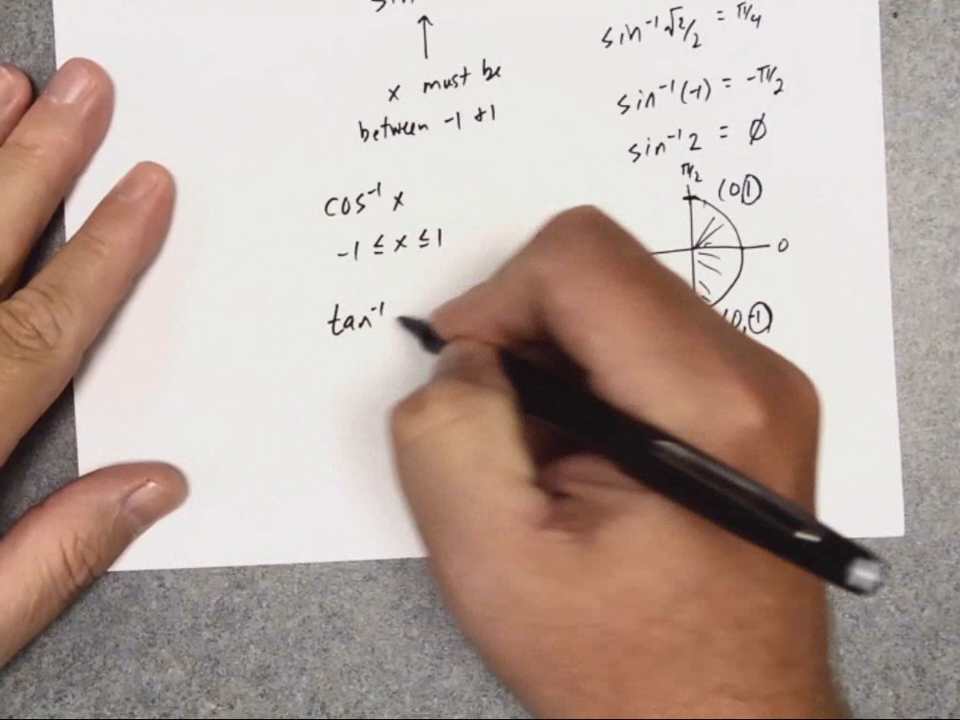 sin
x must be
between -1 & 1
cos⁻¹ x
-1 ≤ x ≤ 1
tan⁻¹
sin⁻¹ √2/2 = π/4
sin⁻¹(-1) = -π/2
sin⁻¹ 2 = ∅
π/2
(0,1)
0
(0,-1)